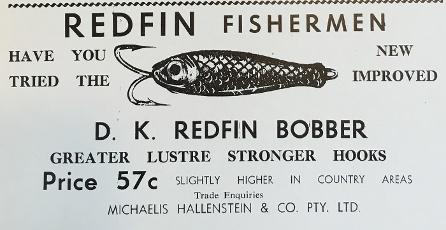 REDFIN FISHERMEN
HAVE YOU TRIED THE
NEW IMPROVED
D. K. REDFIN BOBBER
GREATER LUSTRE STRONGER HOOKS
Price 57c SLIGHTLY HIGHER IN COUNTRY AREAS
Trade Enquiries
MICHAELIS HALLENSTEIN & CO. PTY. LTD.